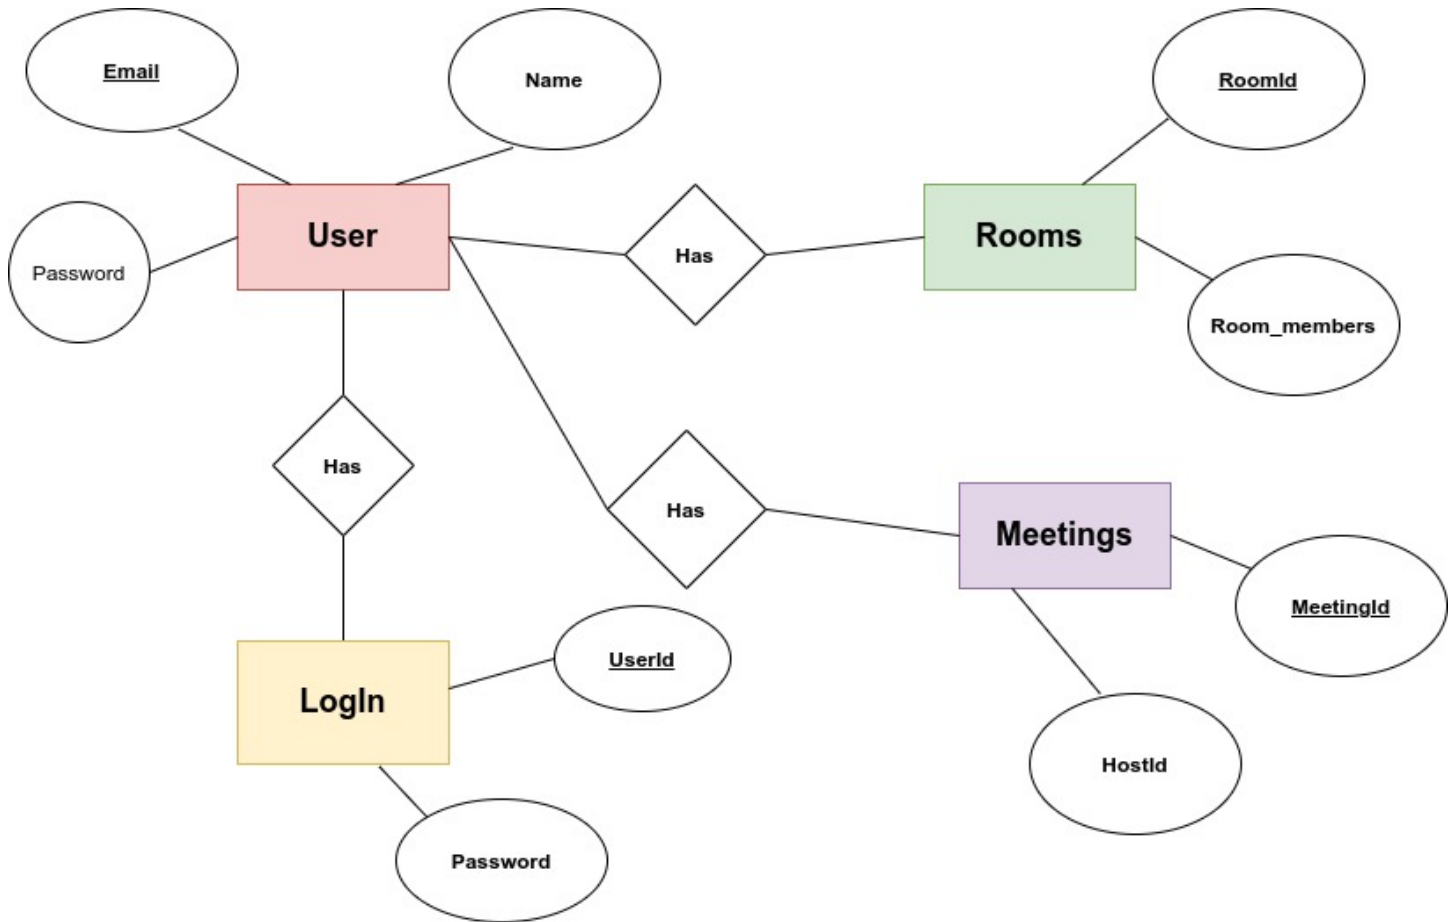 Email
Name
RoomId
User
Has
Rooms
Password
Room_members
Has
Has
Meetings
MeetingId
UserId
LogIn
HostId
Password